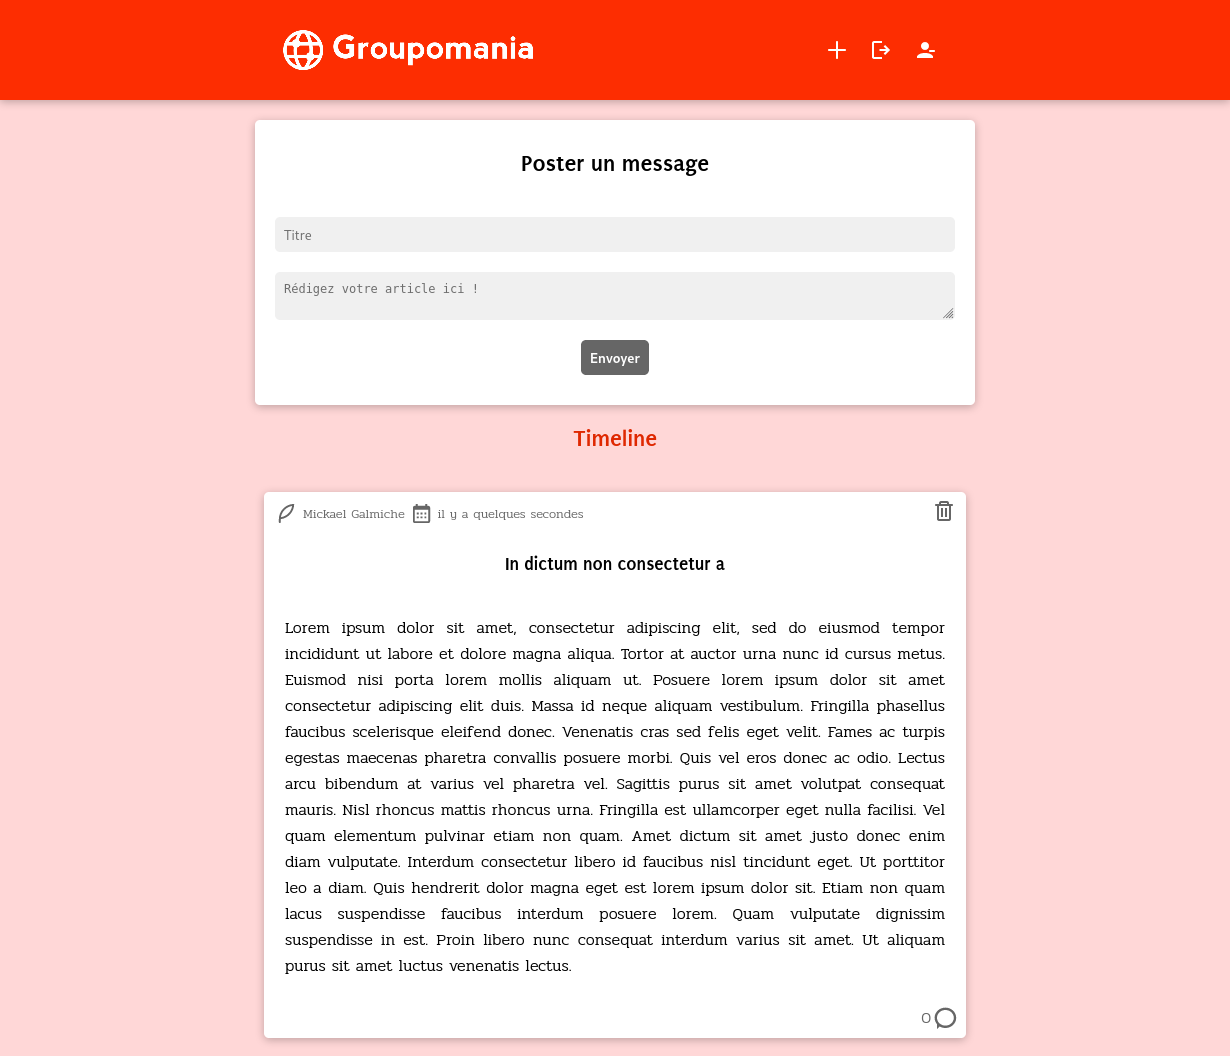 Groupomania
Poster un message
Titre
Rédigez votre article ici !
Envoyer
Timeline
Mickael Galmiche il y a quelques secondes
In dictum non consectetur a
Lorem ipsum dolor sit amet, consectetur adipiscing elit, sed do eiusmod tempor
incididunt ut labore et dolore magna aliqua. Tortor at auctor urna nunc id cursus metus.
Euismod nisi porta lorem mollis aliquam ut. Posuere lorem ipsum dolor sit amet
consectetur adipiscing elit duis. Massa id neque aliquam vestibulum. Fringilla phasellus
faucibus scelerisque eleifend donec. Venenatis cras sed felis eget velit. Fames ac turpis
egestas maecenas pharetra convallis posuere morbi. Quis vel eros donec ac odio. Lectus
arcu bibendum at varius vel pharetra vel. Sagittis purus sit amet volutpat consequat
mauris. Nisl rhoncus mattis rhoncus urna. Fringilla est ullamcorper eget nulla facilisi. Vel
quam elementum pulvinar etiam non quam. Amet dictum sit amet justo donec enim
diam vulputate. Interdum consectetur libero id faucibus nisl tincidunt eget. Ut porttitor
leo a diam. Quis hendrerit dolor magna eget est lorem ipsum dolor sit. Etiam non quam
lacus suspendisse faucibus interdum posuere lorem. Quam vulputate dignissim
suspendisse in est. Proin libero nunc consequat interdum varius sit amet. Ut aliquam
purus sit amet luctus venenatis lectus.
0